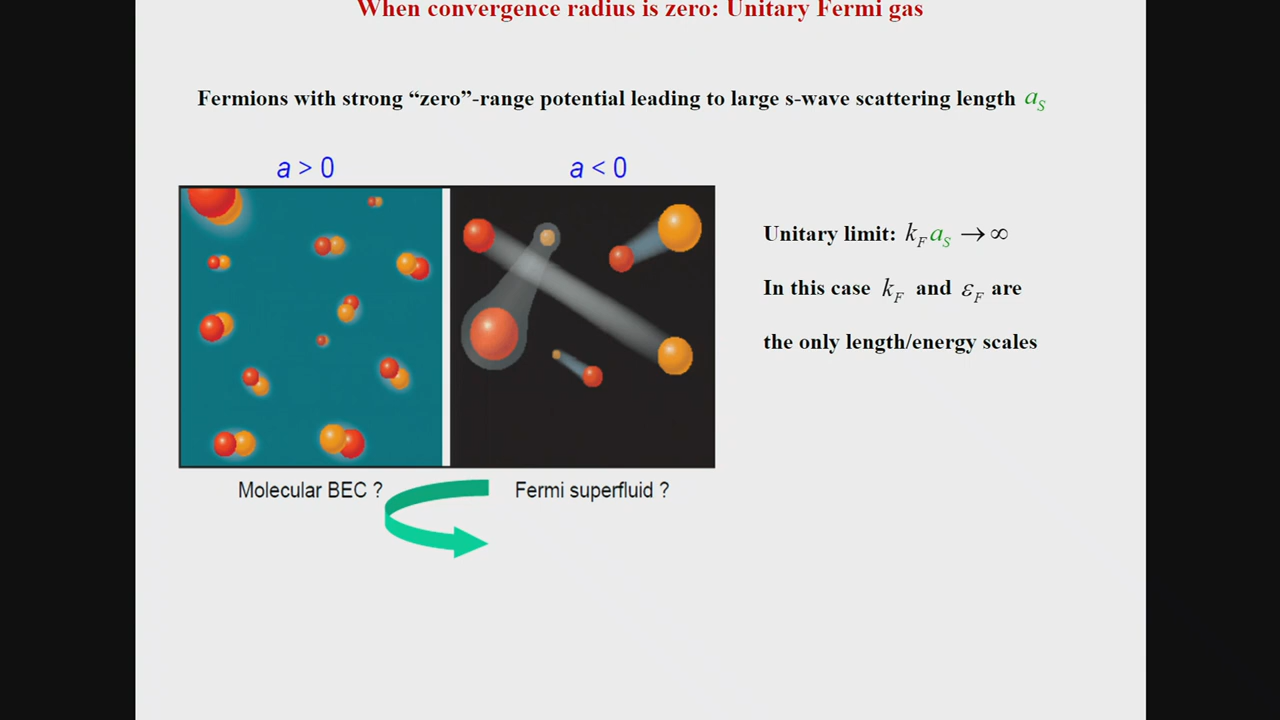 When convergence radius is zero: Unitary Fermi gas
Fermions with strong “zero”-range potential leading to large s-wave scattering length a_S
a > 0
a < 0
Unitary limit: k_F a_S → ∞
In this case k_F and ε_F are
the only length/energy scales
Molecular BEC ?
Fermi superfluid ?